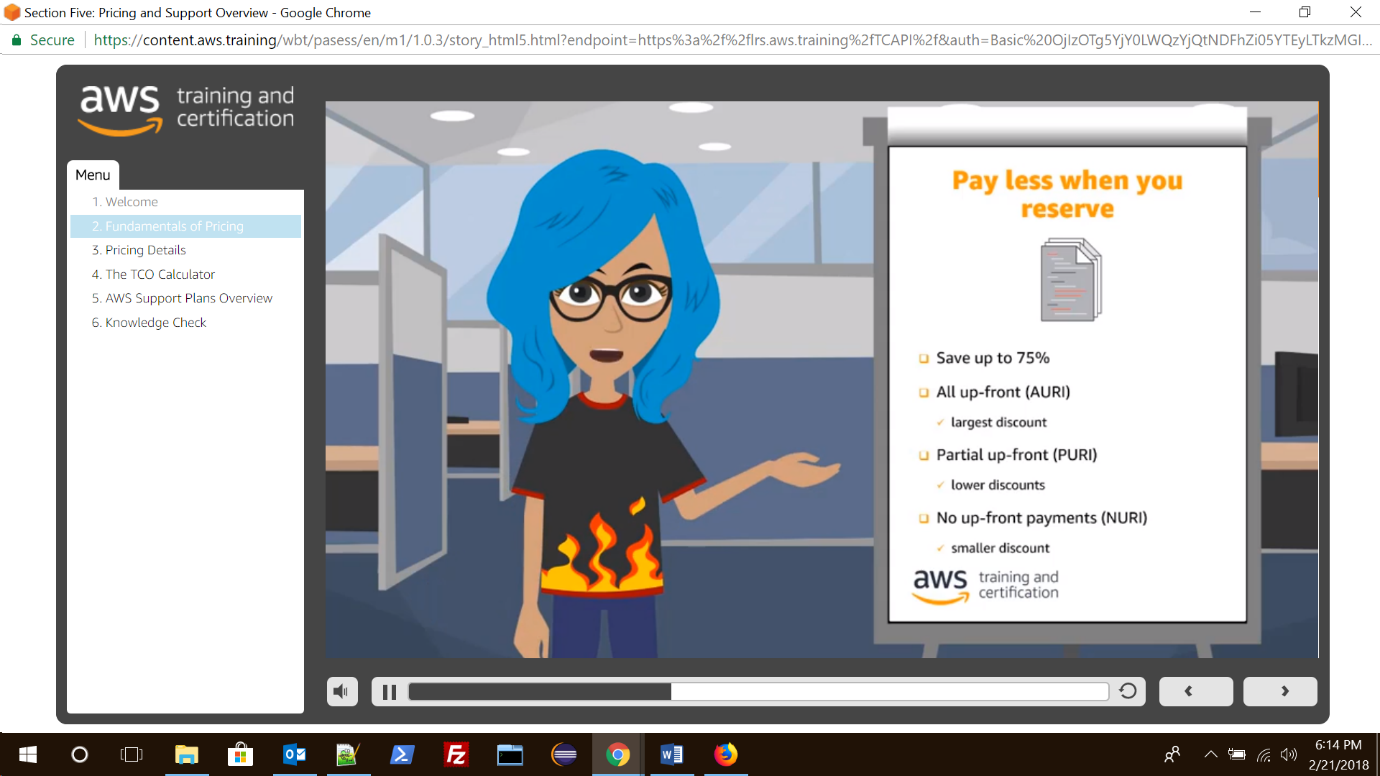 Section Five: Pricing and Support Overview - Google Chrome
Secure
https://content.aws.training/wbt/pasess/en/m1/1.0.3/story_html5.html?endpoint=https%3a%2f%2flrs.aws.training%2fTCAPI%2f&auth=Basic%20OjIzOTg5YjY0LWQzYjQtNDFhZi05YTEyLTkzMGI...
aws training and
certification
Menu
1. Welcome
2. Fundamentals of Pricing
3. Pricing Details
4. The TCO Calculator
5. AWS Support Plans Overview
6. Knowledge Check
Pay less when you
reserve
Save up to 75%
All up-front (AURI)
✓ largest discount
Partial up-front (PURI)
✓ lower discounts
No up-front payments (NURI)
✓ smaller discount
aws training and
certification
6:14 PM
2/21/2018